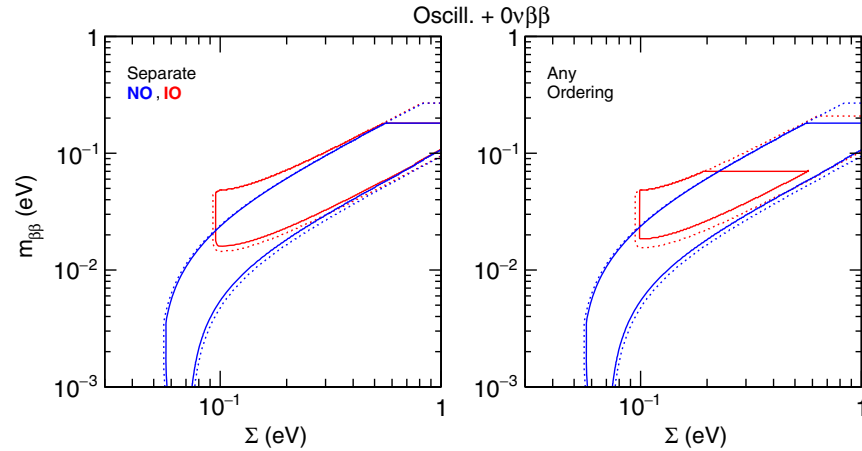 Oscill. + 0νββ
Separate
NO , IO
Any
Ordering
m_ββ (eV)
1
10⁻¹
10⁻²
10⁻³
10⁻¹
1
Σ (eV)
1
10⁻¹
10⁻²
10⁻³
10⁻¹
1
Σ (eV)